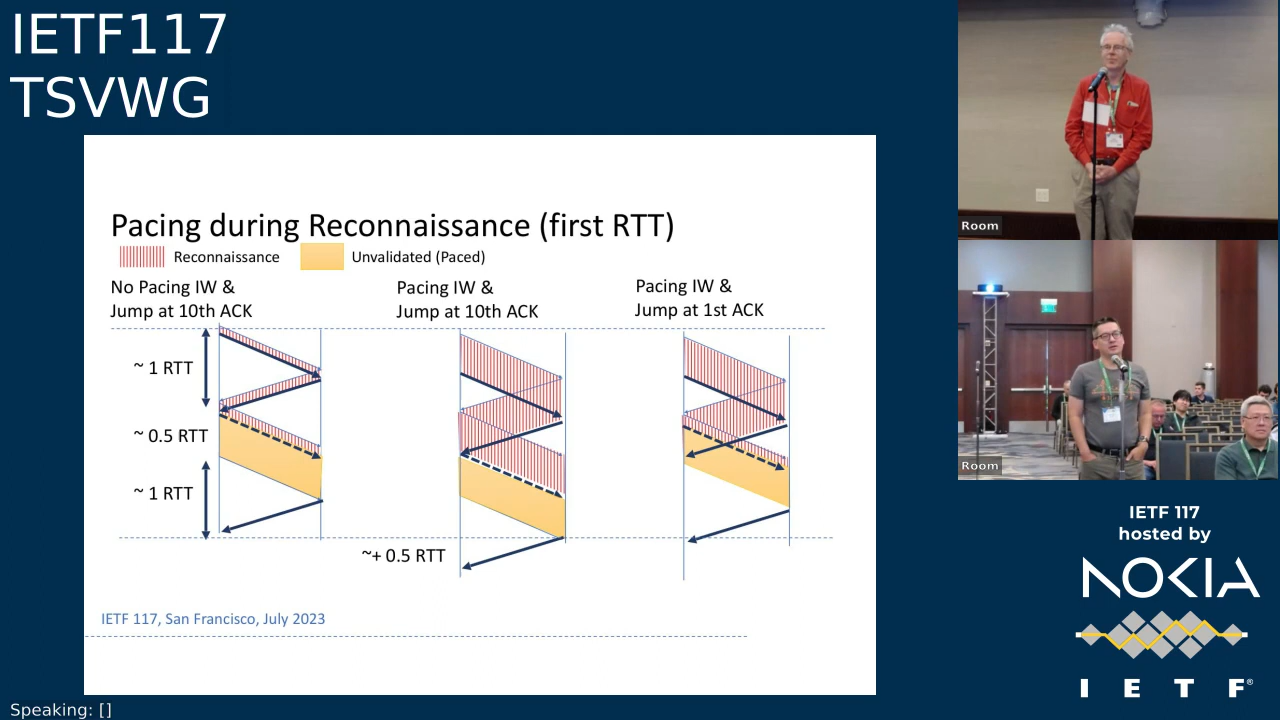 IETF117
TSVWG
Pacing during Reconnaissance (first RTT)
Reconnaissance
Unvalidated (Paced)
No Pacing IW &
Jump at 10th ACK
Pacing IW &
Jump at 10th ACK
Pacing IW &
Jump at 1st ACK
~ 1 RTT
~ 0.5 RTT
~ 1 RTT
~+ 0.5 RTT
IETF 117, San Francisco, July 2023
Room
Room
IETF 117
hosted by
NOKIA
I E T F®
Speaking: []